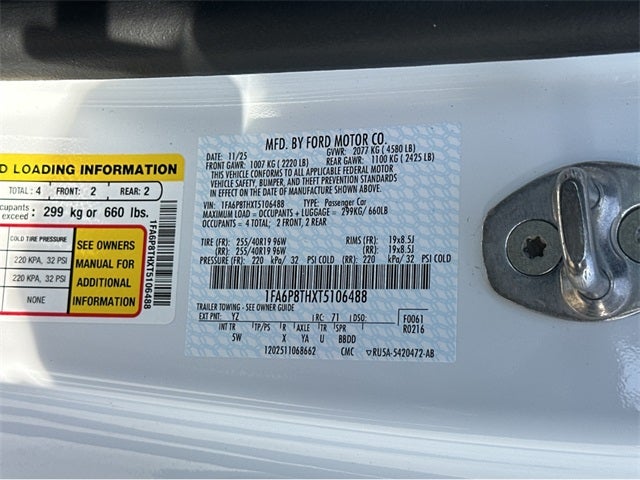 D LOADING INFORMATION
TOTAL: 4 FRONT: 2 REAR: 2
exceed: 299 kg or 660 lbs.
COLD TIRE PRESSURE
220 KPA, 32 PSI
220 KPA, 32 PSI
NONE
SEE OWNERS
MANUAL FOR
ADDITIONAL
INFORMATION
1FA6P8THXT5106488
MFD. BY FORD MOTOR CO.
DATE: 11/25 GVWR: 2077 KG ( 4580 LB)
FRONT GAWR: 1007 KG ( 2220 LB) REAR GAWR: 1100 KG ( 2425 LB)
THIS VEHICLE CONFORMS TO ALL APPLICABLE FEDERAL MOTOR
VEHICLE SAFETY, BUMPER, AND THEFT PREVENTION STANDARDS
IN EFFECT ON THE DATE OF MANUFACTURE SHOWN ABOVE.
VIN: 1FA6P8THXT5106488 TYPE: Passenger Car
MAXIMUM LOAD = OCCUPANTS + LUGGAGE = 299KG/ 660LB
OCCUPANTS: = 4 TOTAL; 2 FRONT, 2 REAR
TIRE (FR): 255/40R19 96W RIMS (FR): 19x8.5J
(RR): 255/40R19 96W (RR): 19x8.5J
PRESSURE (FR): 220 kPa/ 32 PSI COLD (RR): 220 kPa/ 32 PSI COLD
1FA6P8THXT5106488
TRAILER TOWING - SEE OWNER GUIDE
EXT PNT: YZ RC: 71 DSO: F0061
INT TR TP/PS R AXLE TR SPR R0216
5W X YA U BBDD
1202511068662 CMC RU5A-5420472-AB